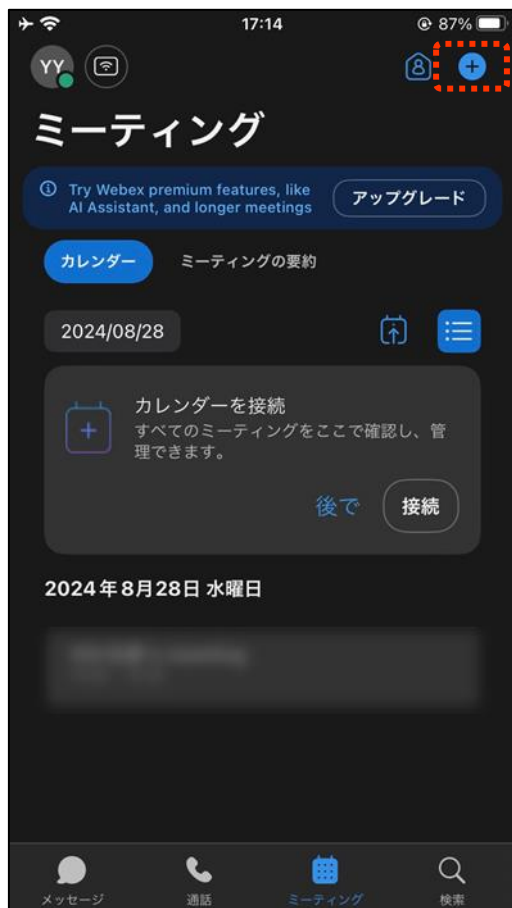 17:14
87%
YY
ミーティング
Try Webex premium features, like
AI Assistant, and longer meetings
アップグレード
カレンダー
ミーティングの要約
2024/08/28
カレンダーを接続
すべてのミーティングをここで確認し、管
理できます。
後で
接続
2024年8月28日 水曜日
メッセージ
通話
ミーティング
検索